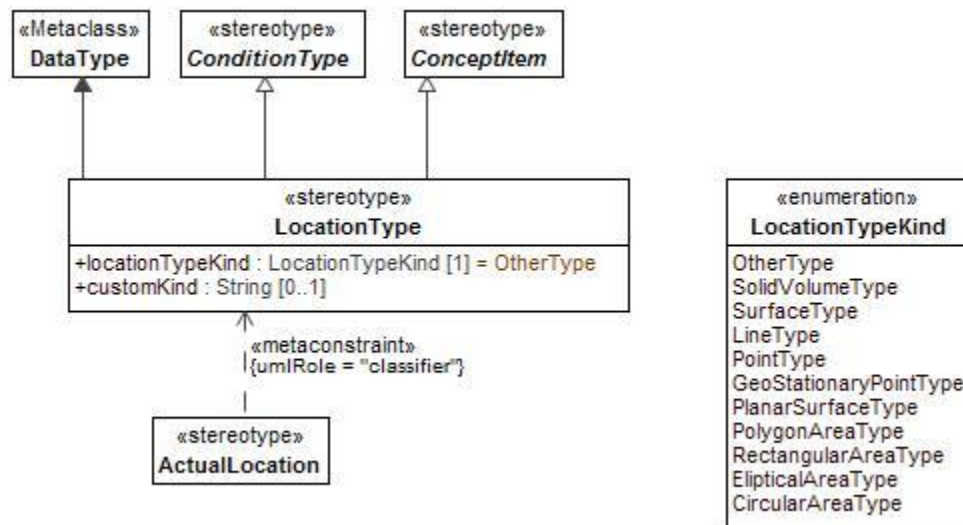 «Metaclass»
DataType
«stereotype»
ConditionType
«stereotype»
ConceptItem
«stereotype»
LocationType
+locationTypeKind : LocationTypeKind [1] = OtherType
+customKind : String [0..1]
«metaconstraint»
{umlRole = "classifier"}
«stereotype»
ActualLocation
«enumeration»
LocationTypeKind
OtherType
SolidVolumeType
SurfaceType
LineType
PointType
GeoStationaryPointType
PlanarSurfaceType
PolygonAreaType
RectangularAreaType
ElipticalAreaType
CircularAreaType